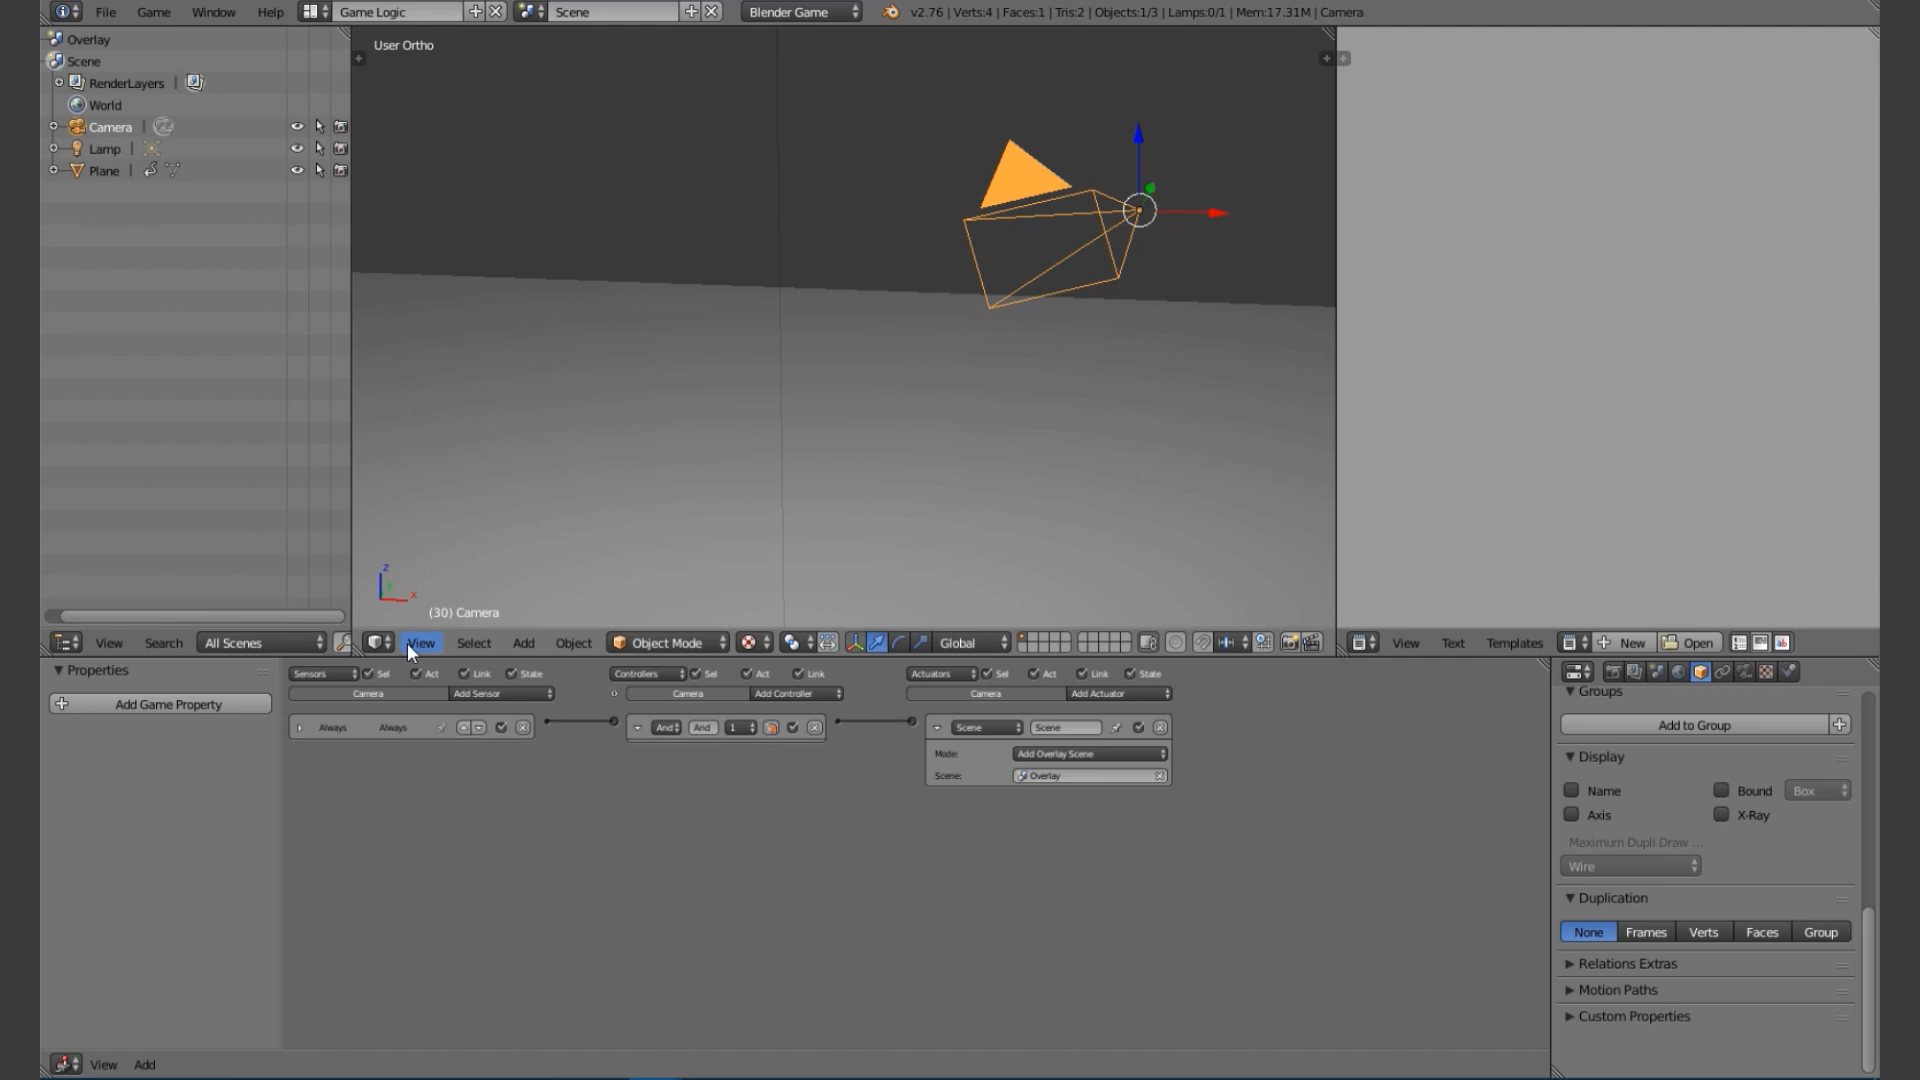 File Game Window Help Game Logic Scene Blender Game v2.76 | Verts:4 | Faces:1 | Tris:2 | Objects:1/3 | Lamps:0/1 | Mem:17.31M | Camera
Overlay
Scene
RenderLayers |
World
Camera |
Lamp |
Plane |
User Ortho
z
y
x
(30) Camera
View Search All Scenes
View Select Add Object Object Mode Global
View Text Templates New Open
Properties
Add Game Property
Sensors Sel Act Link State
Camera Add Sensor
Always Always
Controllers Sel Act Link
Camera Add Controller
And And 1
Actuators Sel Act Link State
Camera Add Actuator
Scene Scene
Mode: Add Overlay Scene
Scene: Overlay
Groups
Add to Group
Display
Name Bound Box
Axis X-Ray
Maximum Dupli Draw ...
Wire
Duplication
None Frames Verts Faces Group
Relations Extras
Motion Paths
Custom Properties
View Add